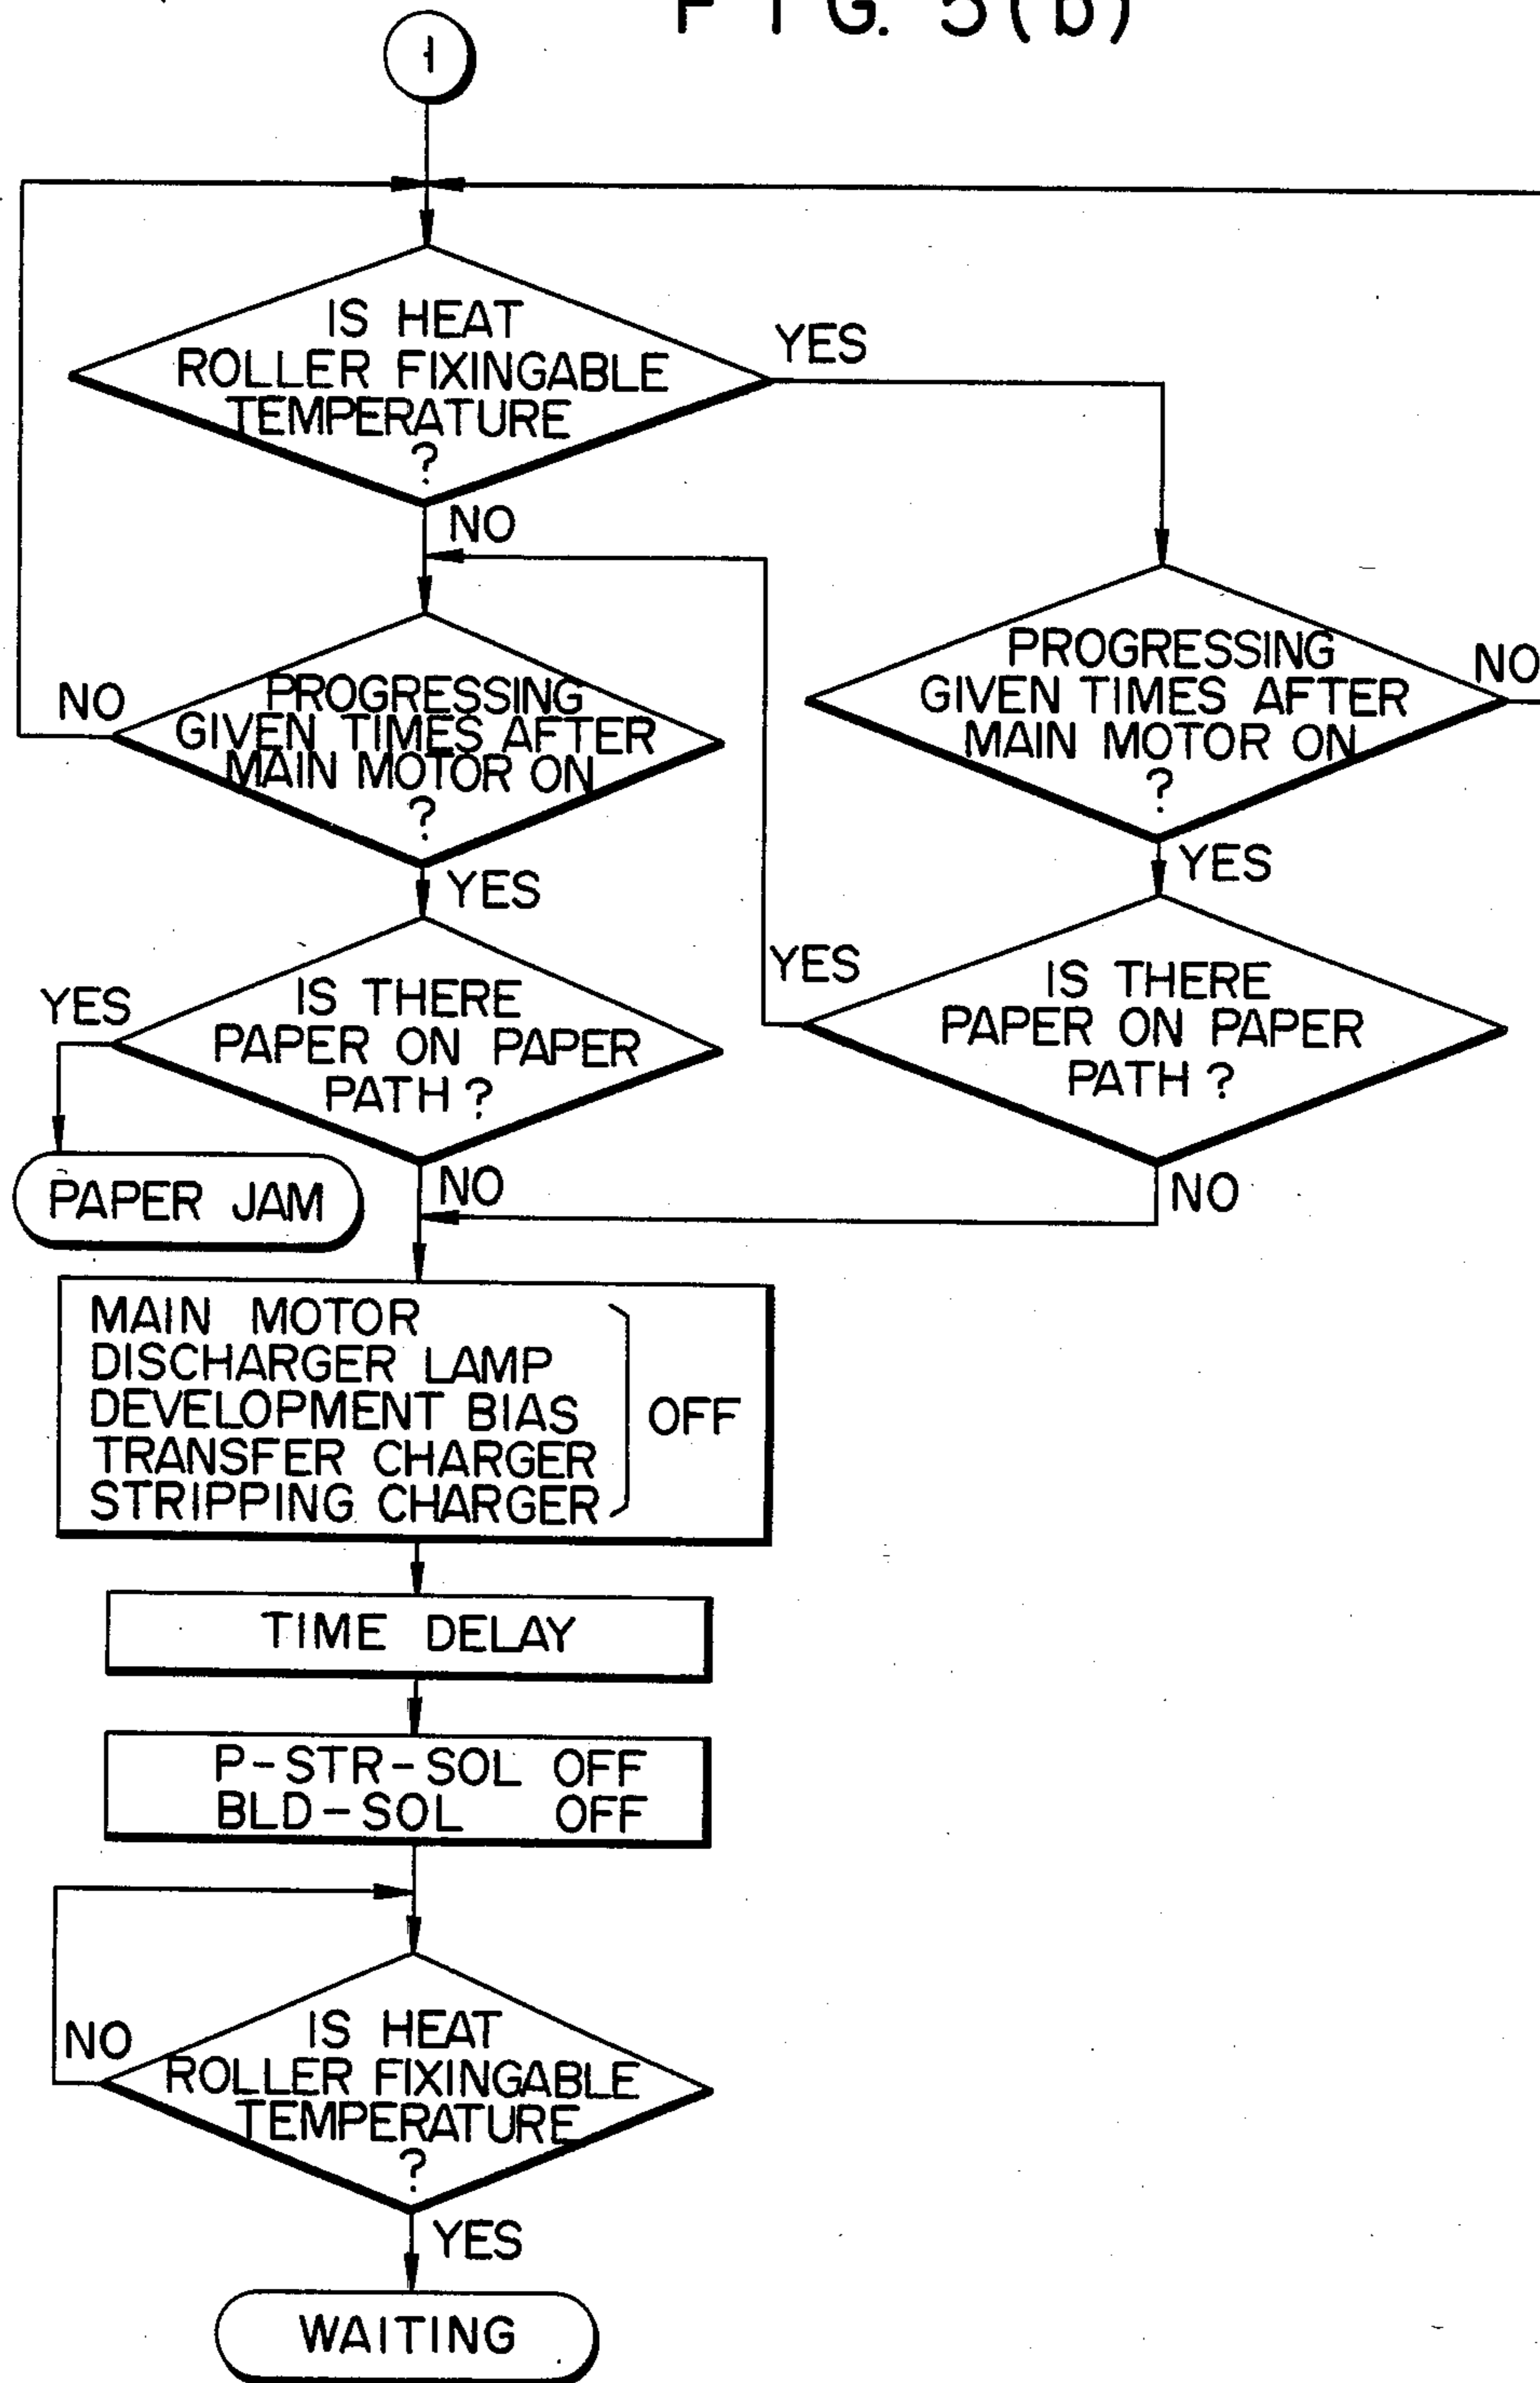 FIG. 5(b)
1
IS HEAT
ROLLER FIXINGABLE
TEMPERATURE
?
YES
NO
PROGRESSING
GIVEN TIMES AFTER
MAIN MOTOR ON
?
NO
YES
PROGRESSING
GIVEN TIMES AFTER
MAIN MOTOR ON
?
NO
YES
IS THERE
PAPER ON PAPER
PATH ?
YES
NO
IS THERE
PAPER ON PAPER
PATH ?
YES
NO
PAPER JAM
MAIN MOTOR
DISCHARGER LAMP
DEVELOPMENT BIAS
TRANSFER CHARGER
STRIPPING CHARGER
OFF
TIME DELAY
P-STR-SOL OFF
BLD-SOL OFF
IS HEAT
ROLLER FIXINGABLE
TEMPERATURE
?
NO
YES
WAITING